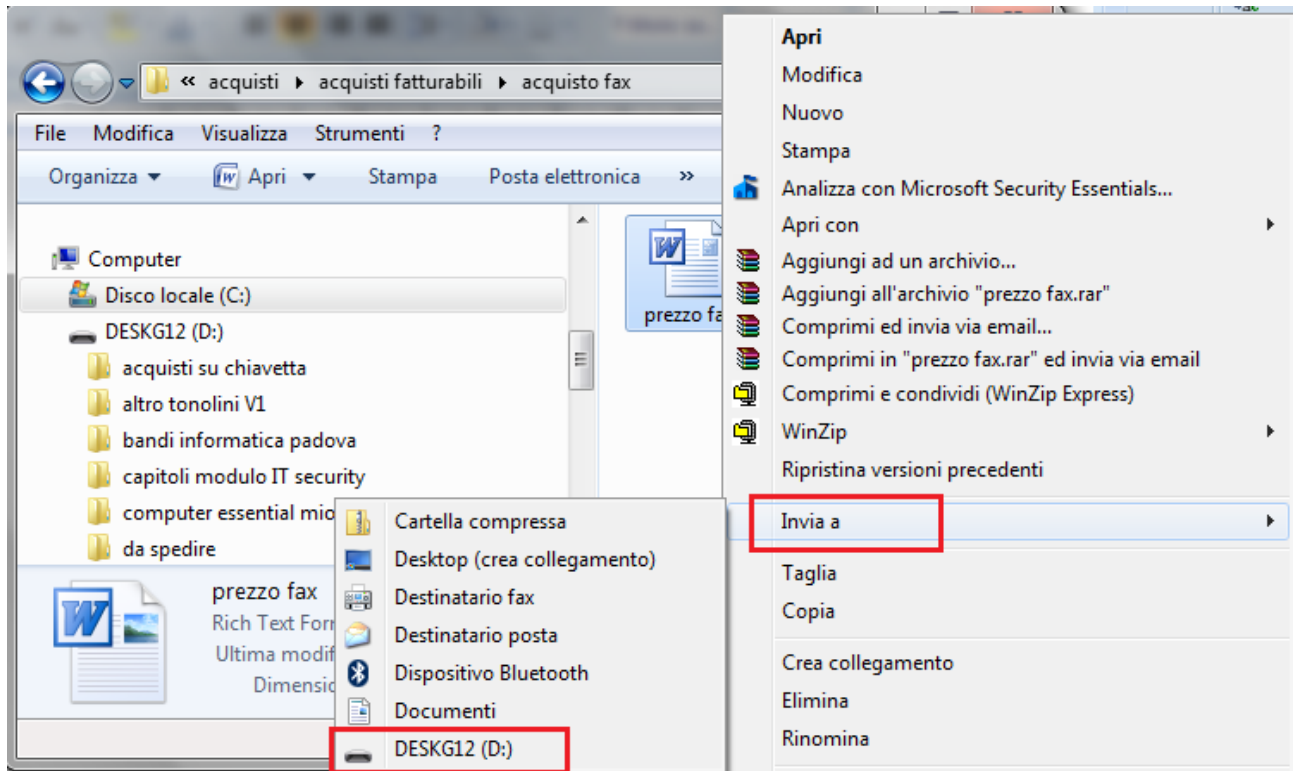 « acquisti ▸ acquisti fatturabili ▸ acquisto fax
File Modifica Visualizza Strumenti ?
Organizza ▼ Apri ▼ Stampa Posta elettronica »
Computer
Disco locale (C:)
DESKG12 (D:)
acquisti su chiavetta
altro tonolini V1
bandi informatica padova
capitoli modulo IT security
computer essential mio
da spedire
prezzo fa
prezzo fax
Rich Text Forr
Ultima modif
Dimensio
Cartella compressa
Desktop (crea collegamento)
Destinatario fax
Destinatario posta
Dispositivo Bluetooth
Documenti
DESKG12 (D:)
Apri
Modifica
Nuovo
Stampa
Analizza con Microsoft Security Essentials...
Apri con
Aggiungi ad un archivio...
Aggiungi all'archivio "prezzo fax.rar"
Comprimi ed invia via email...
Comprimi in "prezzo fax.rar" ed invia via email
Comprimi e condividi (WinZip Express)
WinZip
Ripristina versioni precedenti
Invia a
Taglia
Copia
Crea collegamento
Elimina
Rinomina